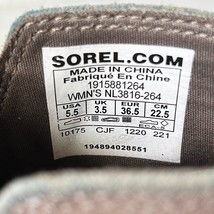 SOREL.COM
MADE IN CHINA
Fabriqué En Chine
1915881264
WMN'S NL3816-264
USA UK EUR CM
5.5 3.5 36.5 22.5
10175 CJF 1220 221
194894028551